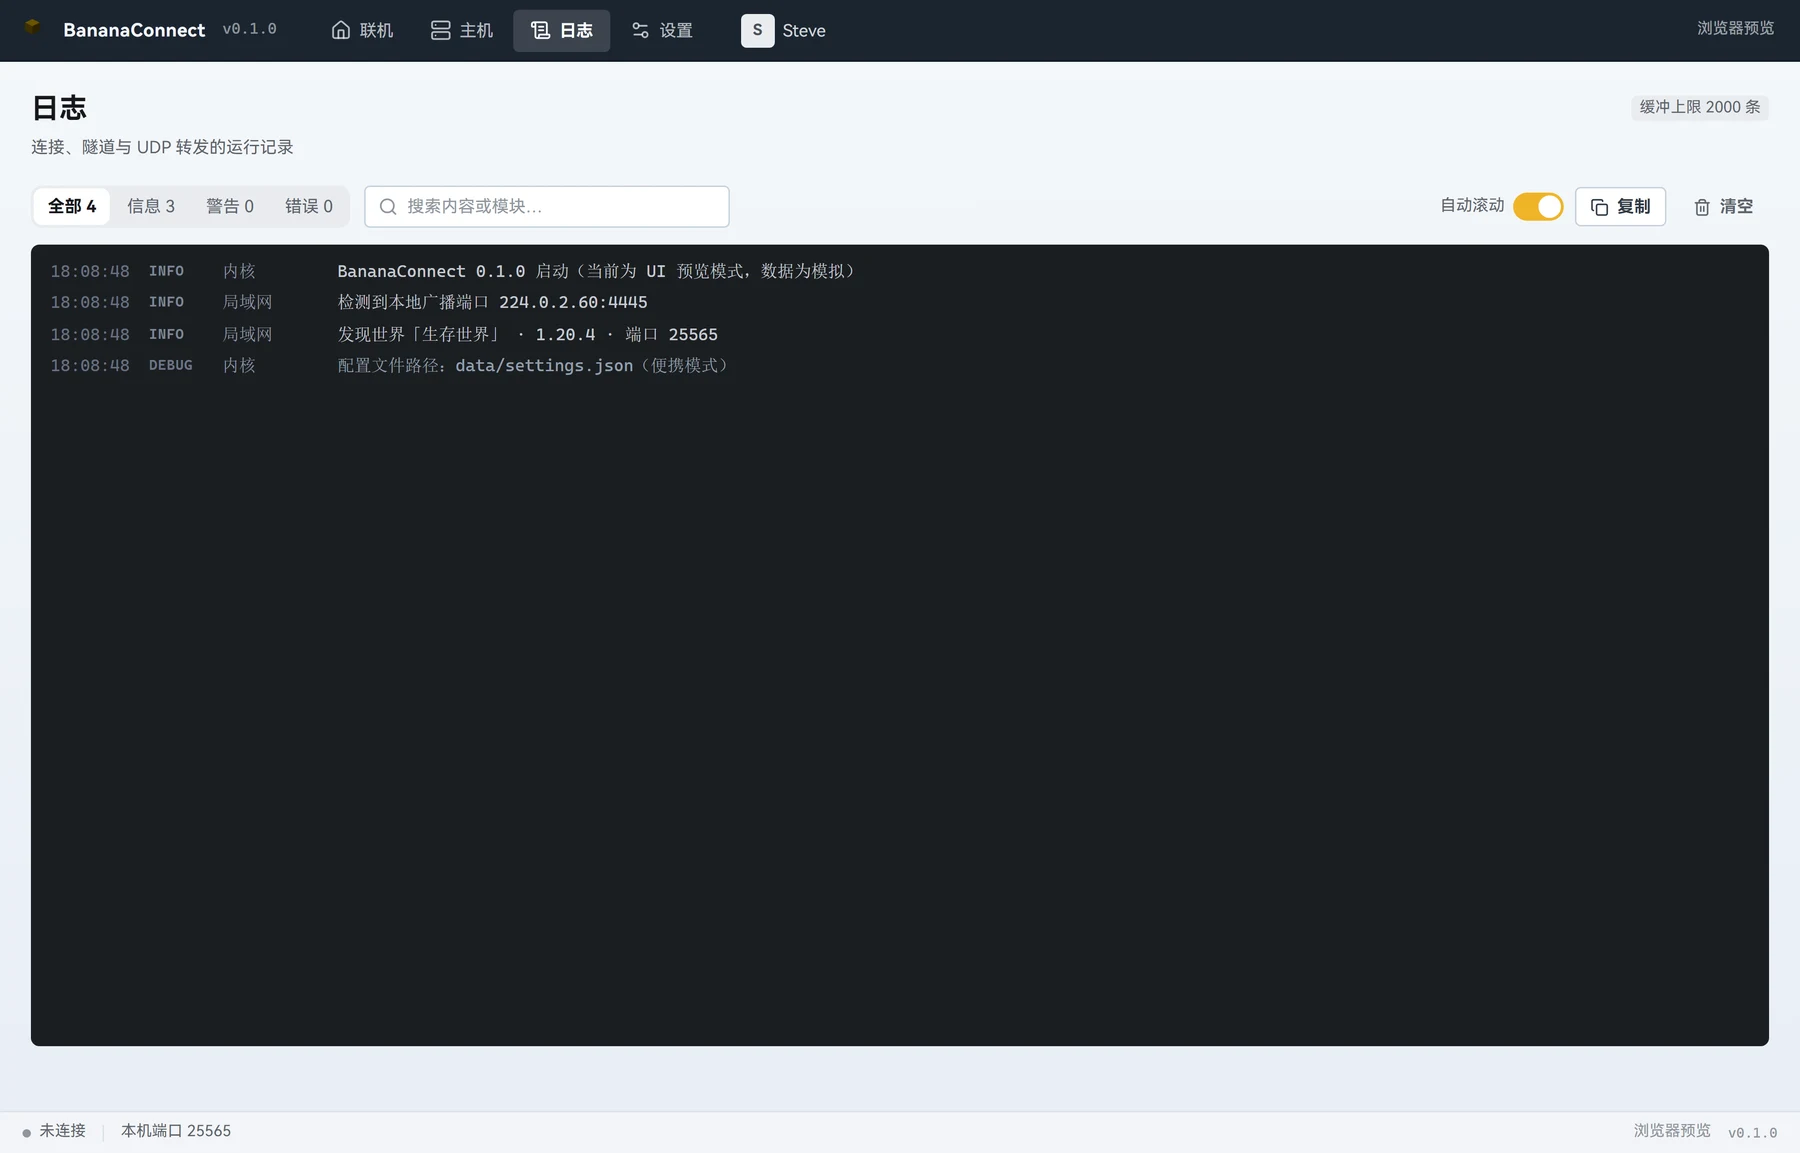 BananaConnect v0.1.0 联机 主机 日志 设置 S Steve 浏览器预览
日志 缓冲上限 2000 条
连接、隧道与 UDP 转发的运行记录
全部 4 信息 3 警告 0 错误 0 搜索内容或模块... 自动滚动 复制 清空
18:08:48 INFO 内核 BananaConnect 0.1.0 启动（当前为 UI 预览模式，数据为模拟）
18:08:48 INFO 局域网 检测到本地广播端口 224.0.2.60:4445
18:08:48 INFO 局域网 发现世界「生存世界」 · 1.20.4 · 端口 25565
18:08:48 DEBUG 内核 配置文件路径：data/settings.json（便携模式）
未连接 本机端口 25565 浏览器预览 v0.1.0